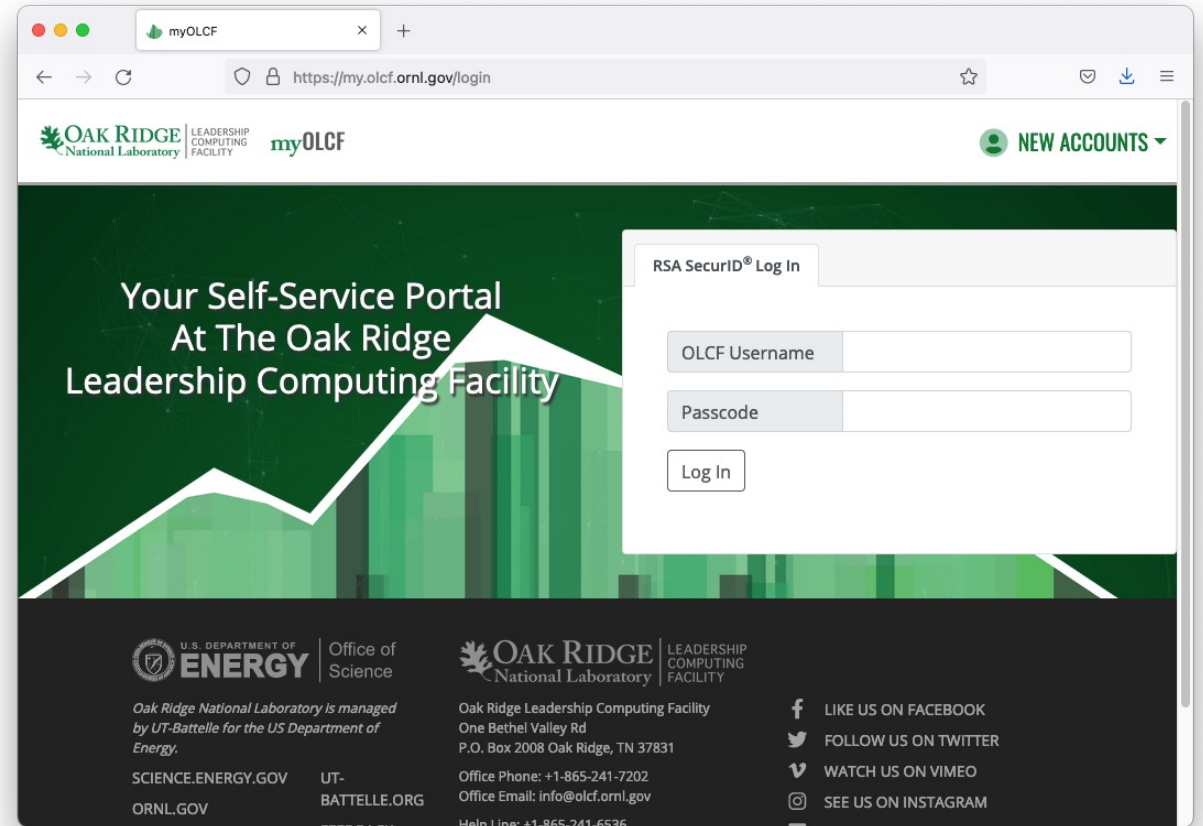 myOLCF
https://my.olcf.ornl.gov/login
OAK RIDGE
National Laboratory
LEADERSHIP
COMPUTING
FACILITY
myOLCF
NEW ACCOUNTS
Your Self-Service Portal
At The Oak Ridge
Leadership Computing Facility
RSA SecurID® Log In
OLCF Username
Passcode
Log In
U.S. DEPARTMENT OF
ENERGY
Office of
Science
Oak Ridge National Laboratory is managed
by UT-Battelle for the US Department of
Energy.
SCIENCE.ENERGY.GOV
ORNL.GOV
UT-
BATTELLE.ORG
OAK RIDGE
National Laboratory
LEADERSHIP
COMPUTING
FACILITY
Oak Ridge Leadership Computing Facility
One Bethel Valley Rd
P.O. Box 2008 Oak Ridge, TN 37831
Office Phone: +1-865-241-7202
Office Email: info@olcf.ornl.gov
Help Line: +1-865-241-6536
LIKE US ON FACEBOOK
FOLLOW US ON TWITTER
WATCH US ON VIMEO
SEE US ON INSTAGRAM